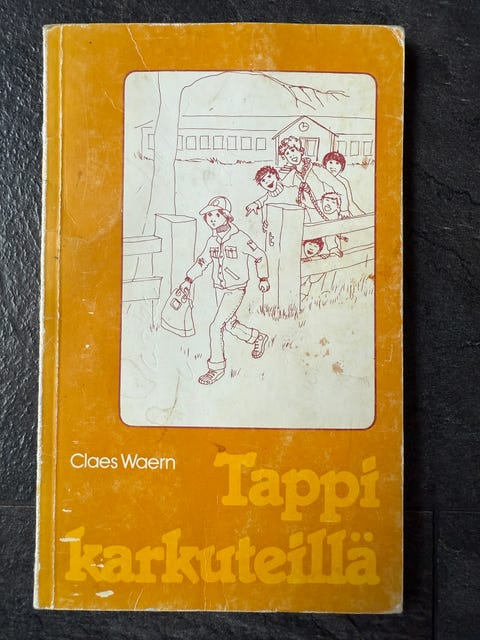 Claes Waern
Tappi
karkuteillä